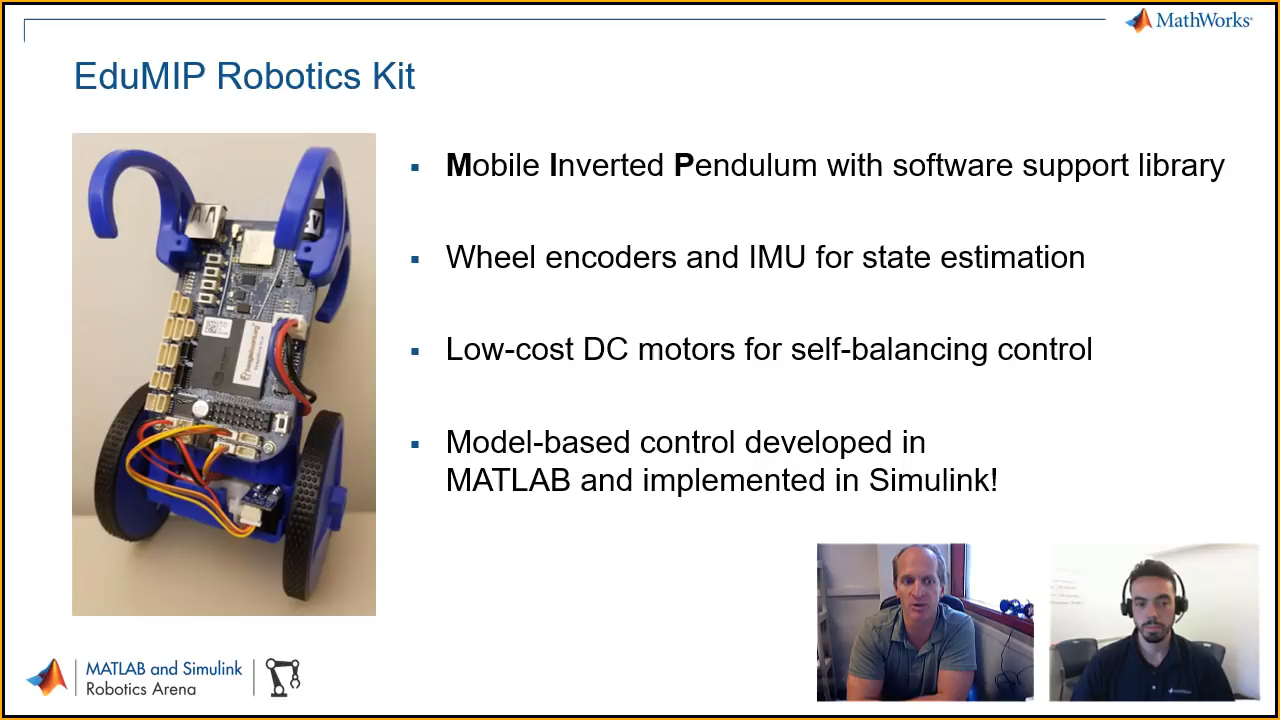 MathWorks®
EduMIP Robotics Kit
▪ Mobile Inverted Pendulum with software support library
▪ Wheel encoders and IMU for state estimation
▪ Low-cost DC motors for self-balancing control
▪ Model-based control developed in
MATLAB and implemented in Simulink!
MATLAB and Simulink
Robotics Arena